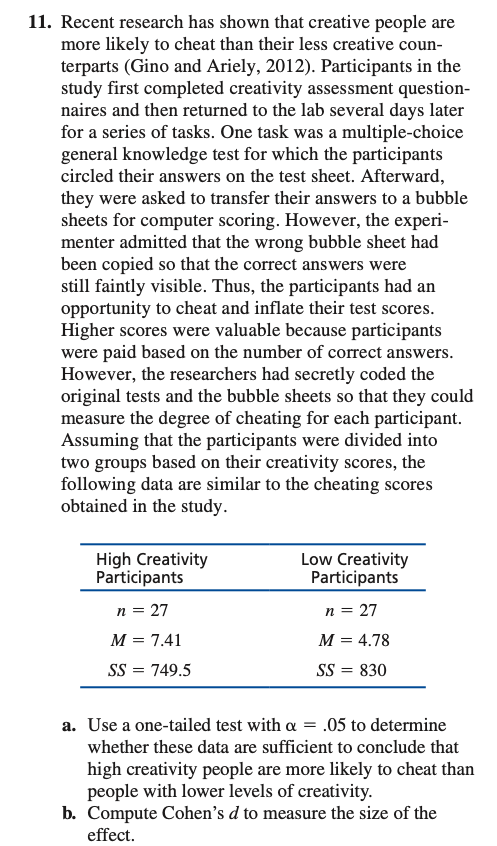 11. Recent research has shown that creative people are
more likely to cheat than their less creative coun-
terparts (Gino and Ariely, 2012). Participants in the
study first completed creativity assessment question-
naires and then returned to the lab several days later
for a series of tasks. One task was a multiple-choice
general knowledge test for which the participants
circled their answers on the test sheet. Afterward,
they were asked to transfer their answers to a bubble
sheets for computer scoring. However, the experi-
menter admitted that the wrong bubble sheet had
been copied so that the correct answers were
still faintly visible. Thus, the participants had an
opportunity to cheat and inflate their test scores.
Higher scores were valuable because participants
were paid based on the number of correct answers.
However, the researchers had secretly coded the
original tests and the bubble sheets so that they could
measure the degree of cheating for each participant.
Assuming that the participants were divided into
two groups based on their creativity scores, the
following data are similar to the cheating scores
obtained in the study.
High Creativity Low Creativity
Participants Participants
n = 27 n = 27
M = 7.41 M = 4.78
SS = 749.5 SS = 830
a. Use a one-tailed test with α = .05 to determine
whether these data are sufficient to conclude that
high creativity people are more likely to cheat than
people with lower levels of creativity.
b. Compute Cohen's d to measure the size of the
effect.